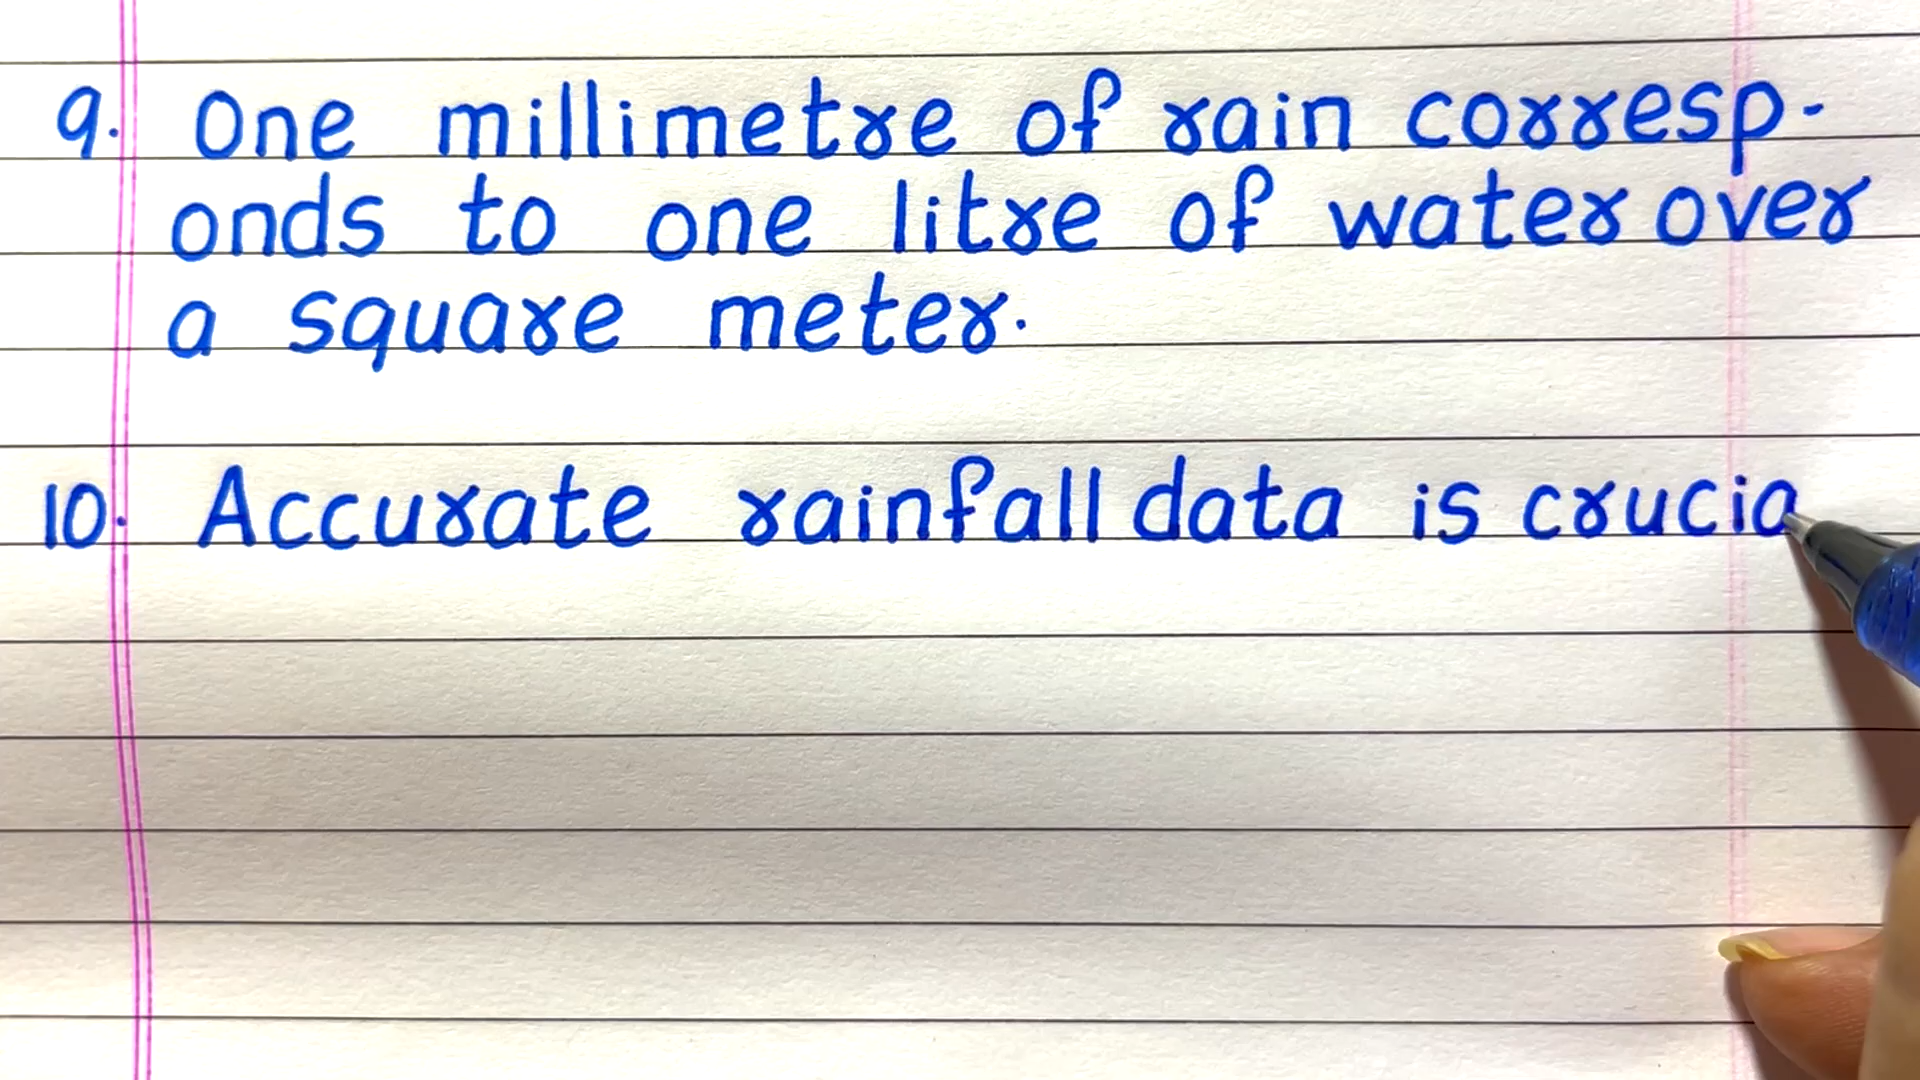 9. One millimetre of rain corresp-
onds to one litre of water over
a square meter.
10. Accurate rainfall data is crucia